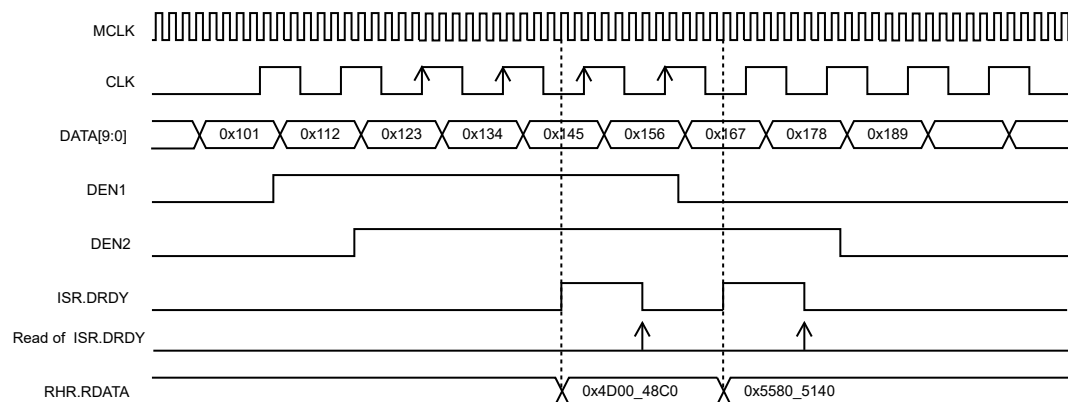 MCLK
CLK
DATA[9:0] 0x101 0x112 0x123 0x134 0x145 0x156 0x167 0x178 0x189
DEN1
DEN2
ISR.DRDY
Read of ISR.DRDY
RHR.RDATA 0x4D00_48C0 0x5580_5140